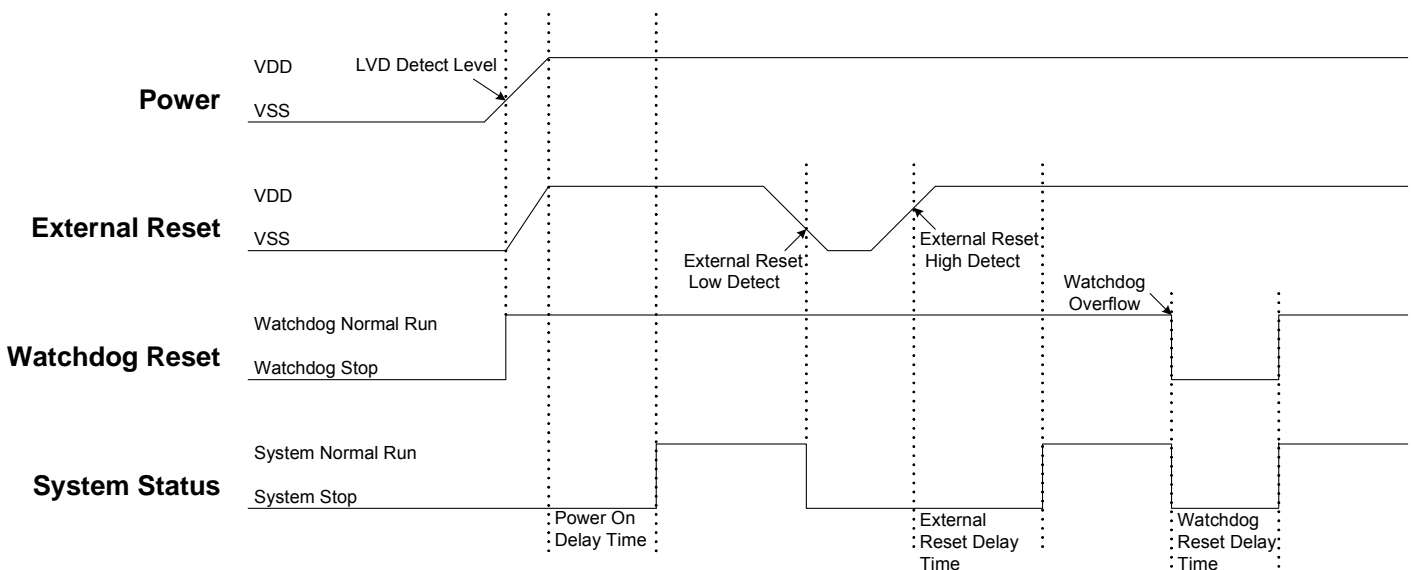 LVD Detect Level
VDD
Power
VSS
VDD
External Reset
VSS
External Reset
Low Detect
External Reset
High Detect
Watchdog
Overflow
Watchdog Normal Run
Watchdog Reset
Watchdog Stop
System Normal Run
System Status
System Stop
Power On
Delay Time
External
Reset Delay
Time
Watchdog
Reset Delay
Time